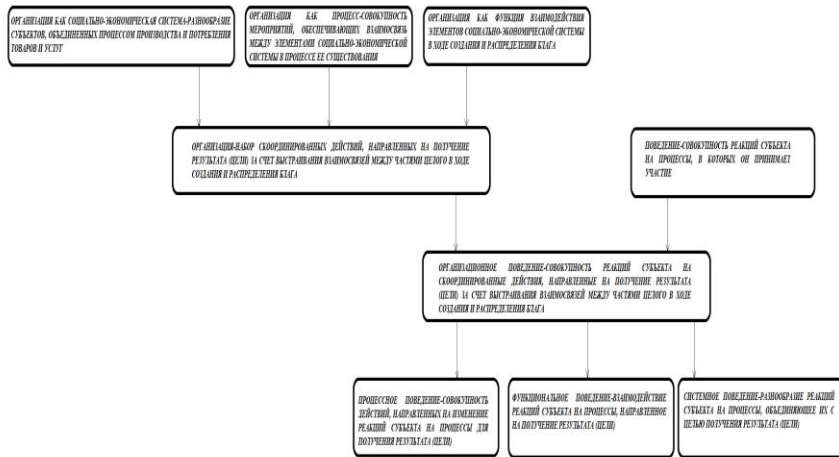 ОРГАНИЗАЦИЯ КАК СОЦИАЛЬНО-ЭКОНОМИЧЕСКАЯ СИСТЕМА-РАЗНООБРАЗИЕ
СУБЪЕКТОВ, ОБЪЕДИНЕННЫХ ПРОЦЕССОМ ПРОИЗВОДСТВА И ПОТРЕБЛЕНИЯ
ТОВАРОВ И УСЛУГ
ОРГАНИЗАЦИЯ КАК ПРОЦЕСС-СОВОКУПНОСТЬ
МЕРОПРИЯТИЙ, ОБЕСПЕЧИВАЮЩИХ ВЗАИМОСВЯЗЬ
МЕЖДУ ЭЛЕМЕНТАМИ СОЦИАЛЬНО-ЭКОНОМИЧЕСКОЙ
СИСТЕМЫ В ПРОЦЕССЕ ЕЕ СУЩЕСТВОВАНИЯ
ОРГАНИЗАЦИЯ КАК ФУНКЦИЯ ВЗАИМОДЕЙСТВИЯ
ЭЛЕМЕНТОВ СОЦИАЛЬНО-ЭКОНОМИЧЕСКОЙ СИСТЕМЫ
В ХОДЕ СОЗДАНИЯ И РАСПРЕДЕЛЕНИЯ БЛАГА
ОРГАНИЗАЦИЯ-НАБОР СКООРДИНИРОВАННЫХ ДЕЙСТВИЙ, НАПРАВЛЕННЫХ НА ПОЛУЧЕНИЕ
РЕЗУЛЬТАТА (ЦЕЛИ) ЗА СЧЕТ ВЫСТРАИВАНИЯ ВЗАИМОСВЯЗЕЙ МЕЖДУ ЧАСТЯМИ ЦЕЛОГО В ХОДЕ
СОЗДАНИЯ И РАСПРЕДЕЛЕНИЯ БЛАГА
ПОВЕДЕНИЕ-СОВОКУПНОСТЬ РЕАКЦИЙ СУБЪЕКТА
НА ПРОЦЕССЫ, В КОТОРЫХ ОН ПРИНИМАЕТ
УЧАСТИЕ
ОРГАНИЗАЦИОННОЕ ПОВЕДЕНИЕ-СОВОКУПНОСТЬ РЕАКЦИЙ СУБЪЕКТА НА
СКООРДИНИРОВАННЫЕ ДЕЙСТВИЯ, НАПРАВЛЕННЫЕ НА ПОЛУЧЕНИЕ РЕЗУЛЬТАТА
(ЦЕЛИ) ЗА СЧЕТ ВЫСТРАИВАНИЯ ВЗАИМОСВЯЗЕЙ МЕЖДУ ЧАСТЯМИ ЦЕЛОГО В ХОДЕ
СОЗДАНИЯ И РАСПРЕДЕЛЕНИЯ БЛАГА
ПРОЦЕССНОЕ ПОВЕДЕНИЕ-СОВОКУПНОСТЬ
ДЕЙСТВИЙ, НАПРАВЛЕННЫХ НА ИЗМЕНЕНИЕ
РЕАКЦИЙ СУБЪЕКТА НА ПРОЦЕССЫ ДЛЯ
ПОЛУЧЕНИЯ РЕЗУЛЬТАТА (ЦЕЛИ)
ФУНКЦИОНАЛЬНОЕ ПОВЕДЕНИЕ-ВЗАИМОДЕЙСТВИЕ
РЕАКЦИЙ СУБЪЕКТА НА ПРОЦЕССЫ, НАПРАВЛЕННОЕ
НА ПОЛУЧЕНИЕ РЕЗУЛЬТАТА (ЦЕЛИ)
СИСТЕМНОЕ ПОВЕДЕНИЕ-РАЗНООБРАЗИЕ РЕАКЦИЙ
СУБЪЕКТА НА ПРОЦЕССЫ, ОБЪЕДИНЯЮЩЕЕ ИХ С
ЦЕЛЬЮ ПОЛУЧЕНИЯ РЕЗУЛЬТАТА (ЦЕЛИ)